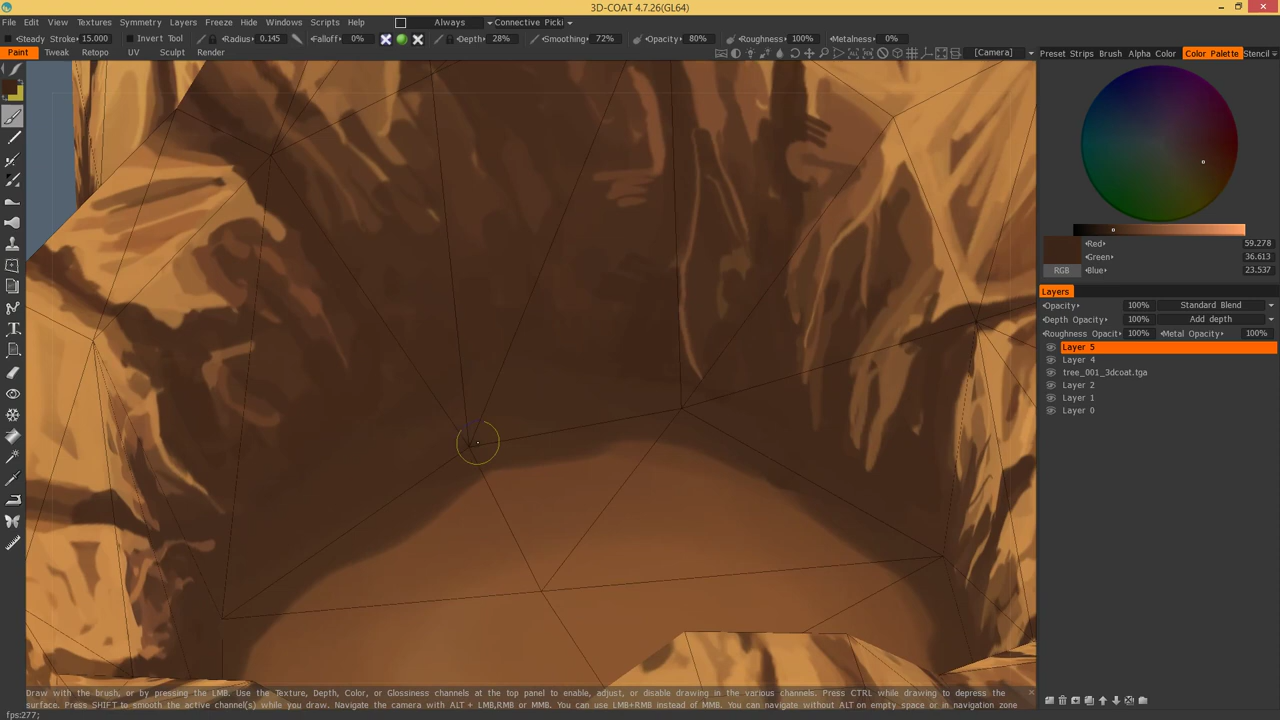 3D-COAT 4.7.26(GL64)
File Edit View Textures Symmetry Layers Freeze Hide Windows Scripts Help Always Connective Picki
Steady Stroke 15.000 Invert Tool Radius 0.145 Falloff 0% Depth 28% Smoothing 72% Opacity 80% Roughness 100% Metalness 0%
Paint Tweak Retopo UV Sculpt Render [Camera] Preset Strips Brush Alpha Color Color Palette Stencil
Red 59.278
Green 36.613
RGB Blue 23.537
Layers
Opacity 100% Standard Blend
Depth Opacity 100% Add depth
Roughness Opacit 100% Metal Opacity 100%
Layer 5
Layer 4
tree_001_3dcoat.tga
Layer 2
Layer 1
Layer 0
Draw with the brush, or by pressing the LMB. Use the Texture, Depth, Color, or Glossiness channels at the top panel to enable, adjust, or disable drawing in the various channels. Press CTRL while drawing to depress the
surface. Press SHIFT to smooth the active channel(s) while you draw. Navigate the camera with ALT + LMB,RMB or MMB. You can use LMB+RMB instead of MMB. You can navigate without ALT on empty space or in navigation zone
fps:277;